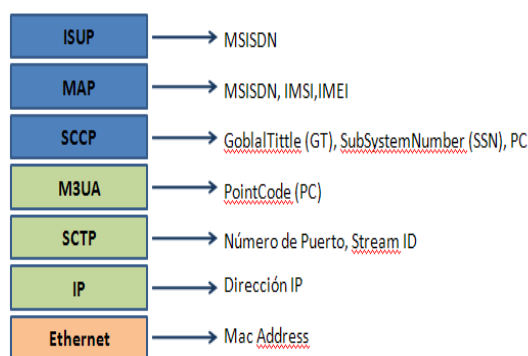 ISUP MSISDN
MAP MSISDN, IMSI,IMEI
SCCP GoblalTittle (GT), SubSystemNumber (SSN), PC
M3UA PointCode (PC)
SCTP Número de Puerto, Stream ID
IP Dirección IP
Ethernet Mac Address